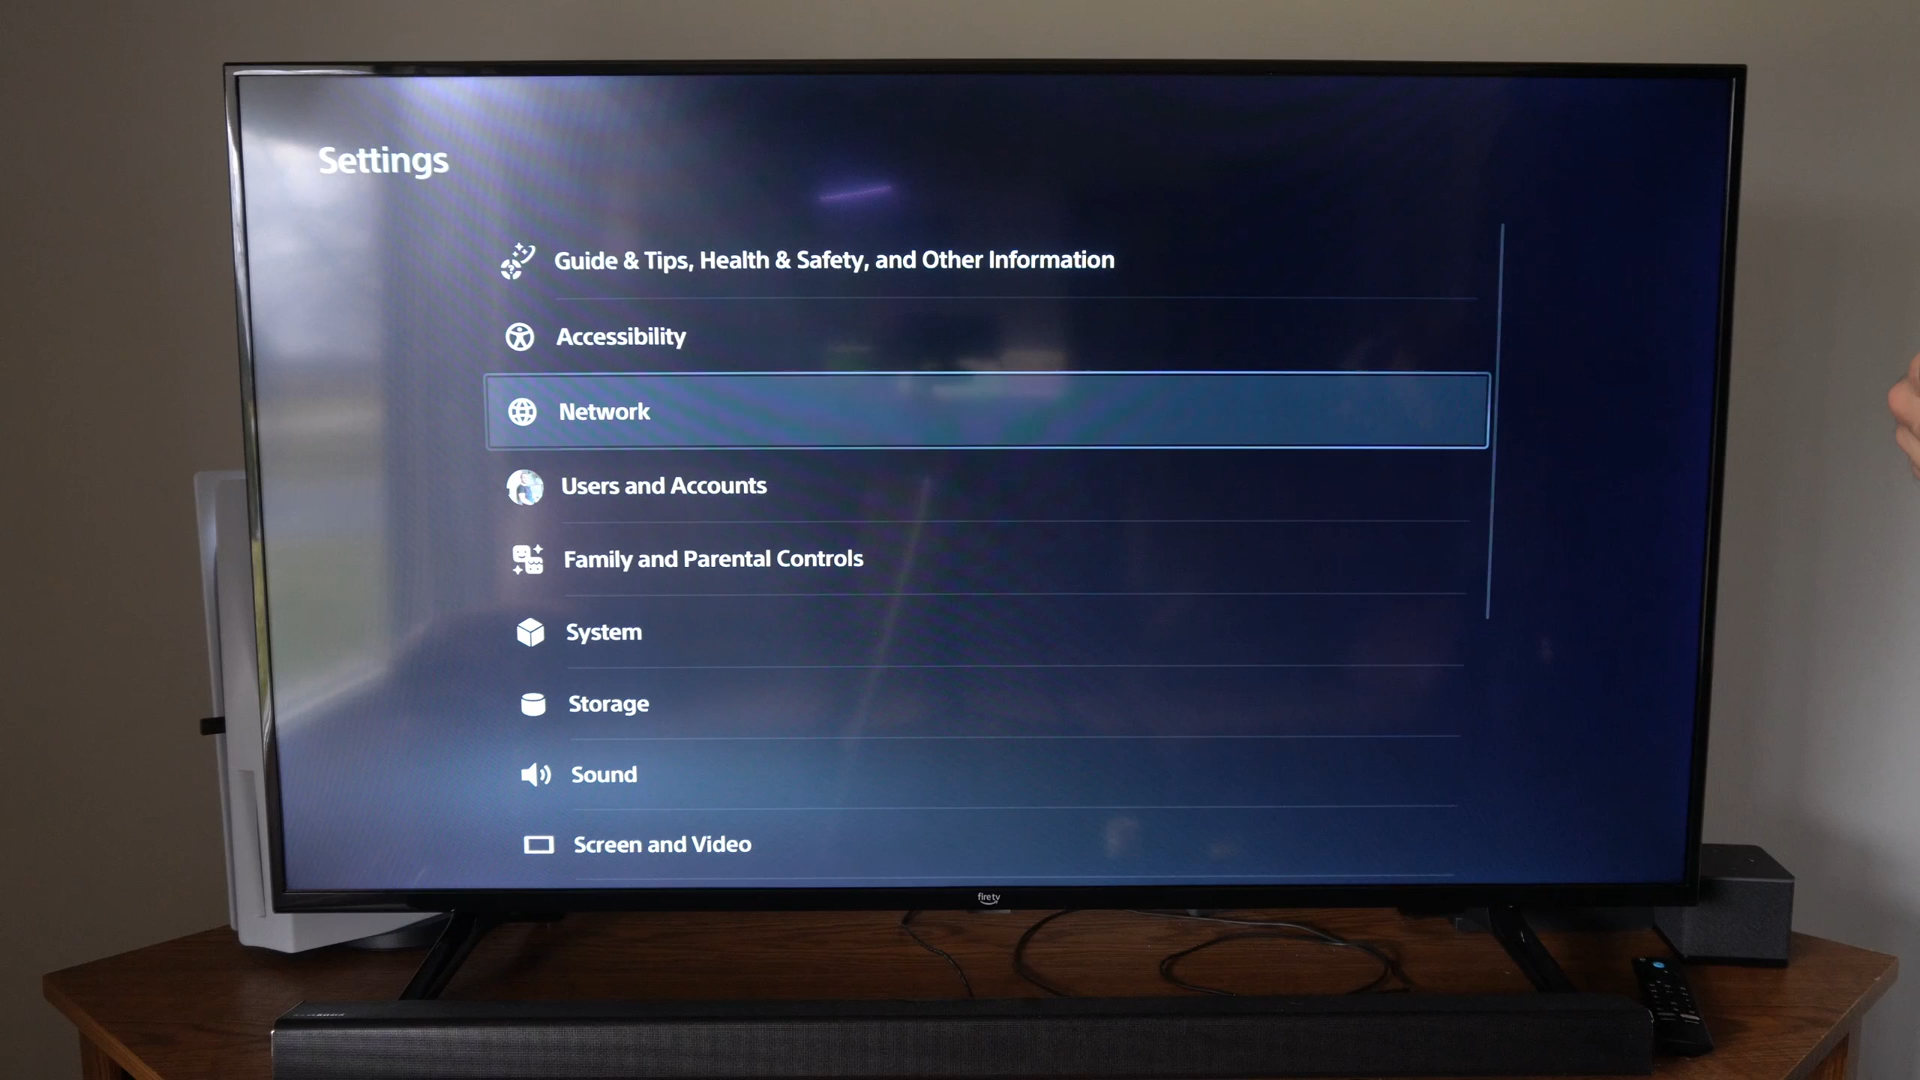 Settings
Guide & Tips, Health & Safety, and Other Information
Accessibility
Network
Users and Accounts
Family and Parental Controls
System
Storage
Sound
Screen and Video
firetv